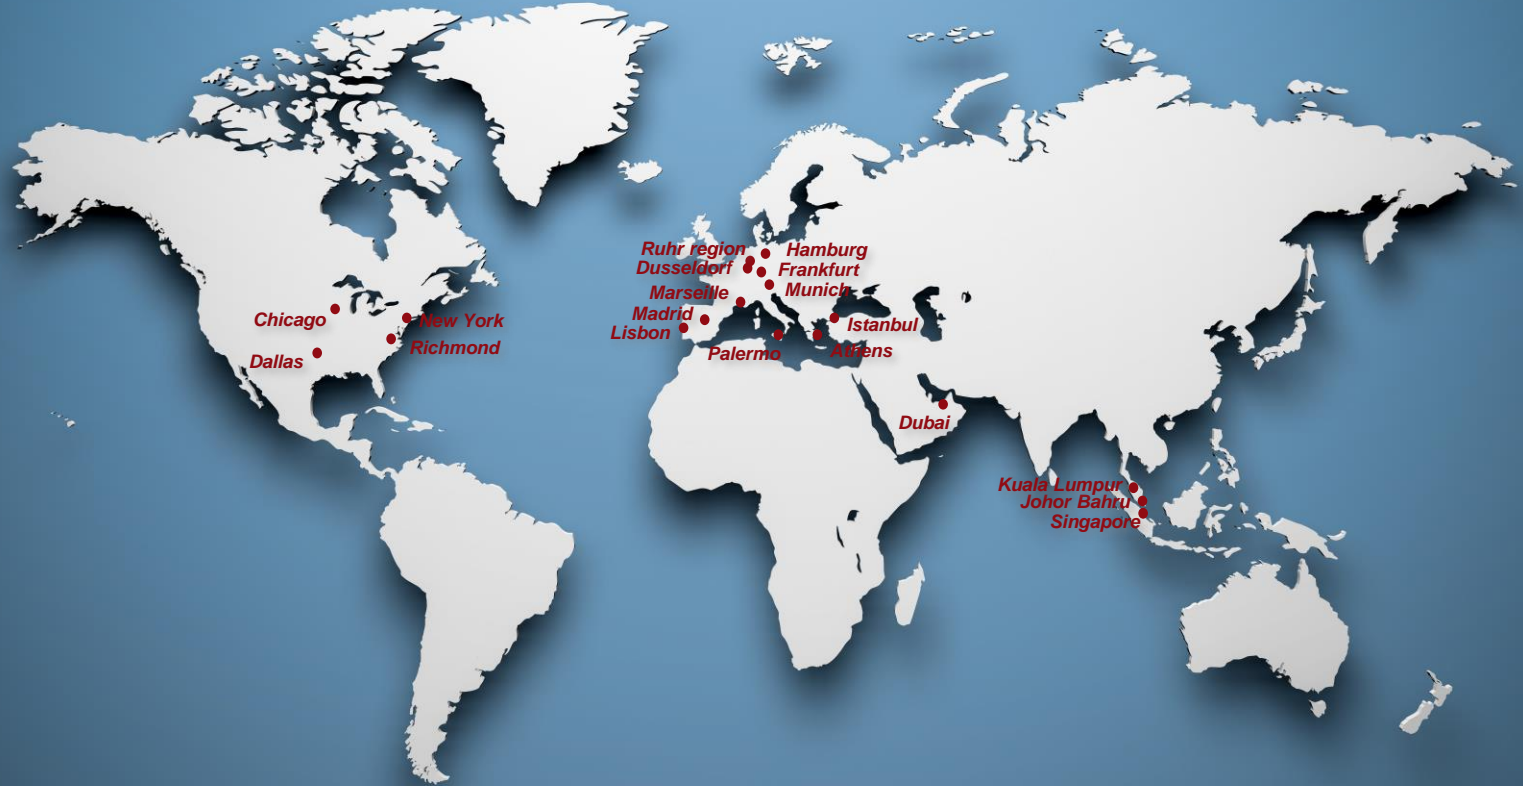 Ruhr region
Hamburg
Dusseldorf
Frankfurt
Marseille
Munich
Madrid
Lisbon
Istanbul
Palermo
Athens
Chicago
New York
Richmond
Dallas
Dubai
Kuala Lumpur
Johor Bahru
Singapore